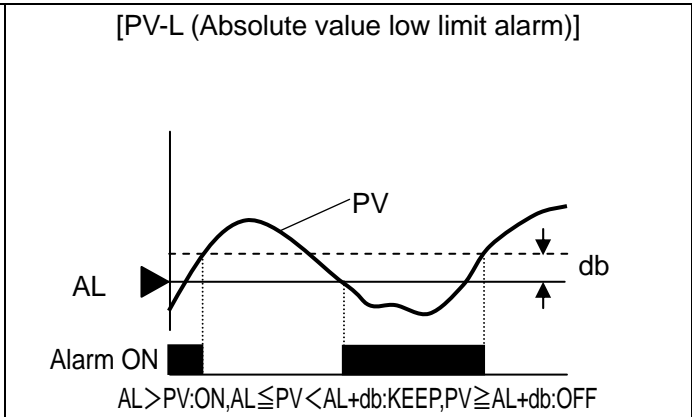 [PV-L (Absolute value low limit alarm)]
PV
db
AL
Alarm ON
AL＞PV:ON,AL≦PV＜AL+db:KEEP,PV≧AL+db:OFF